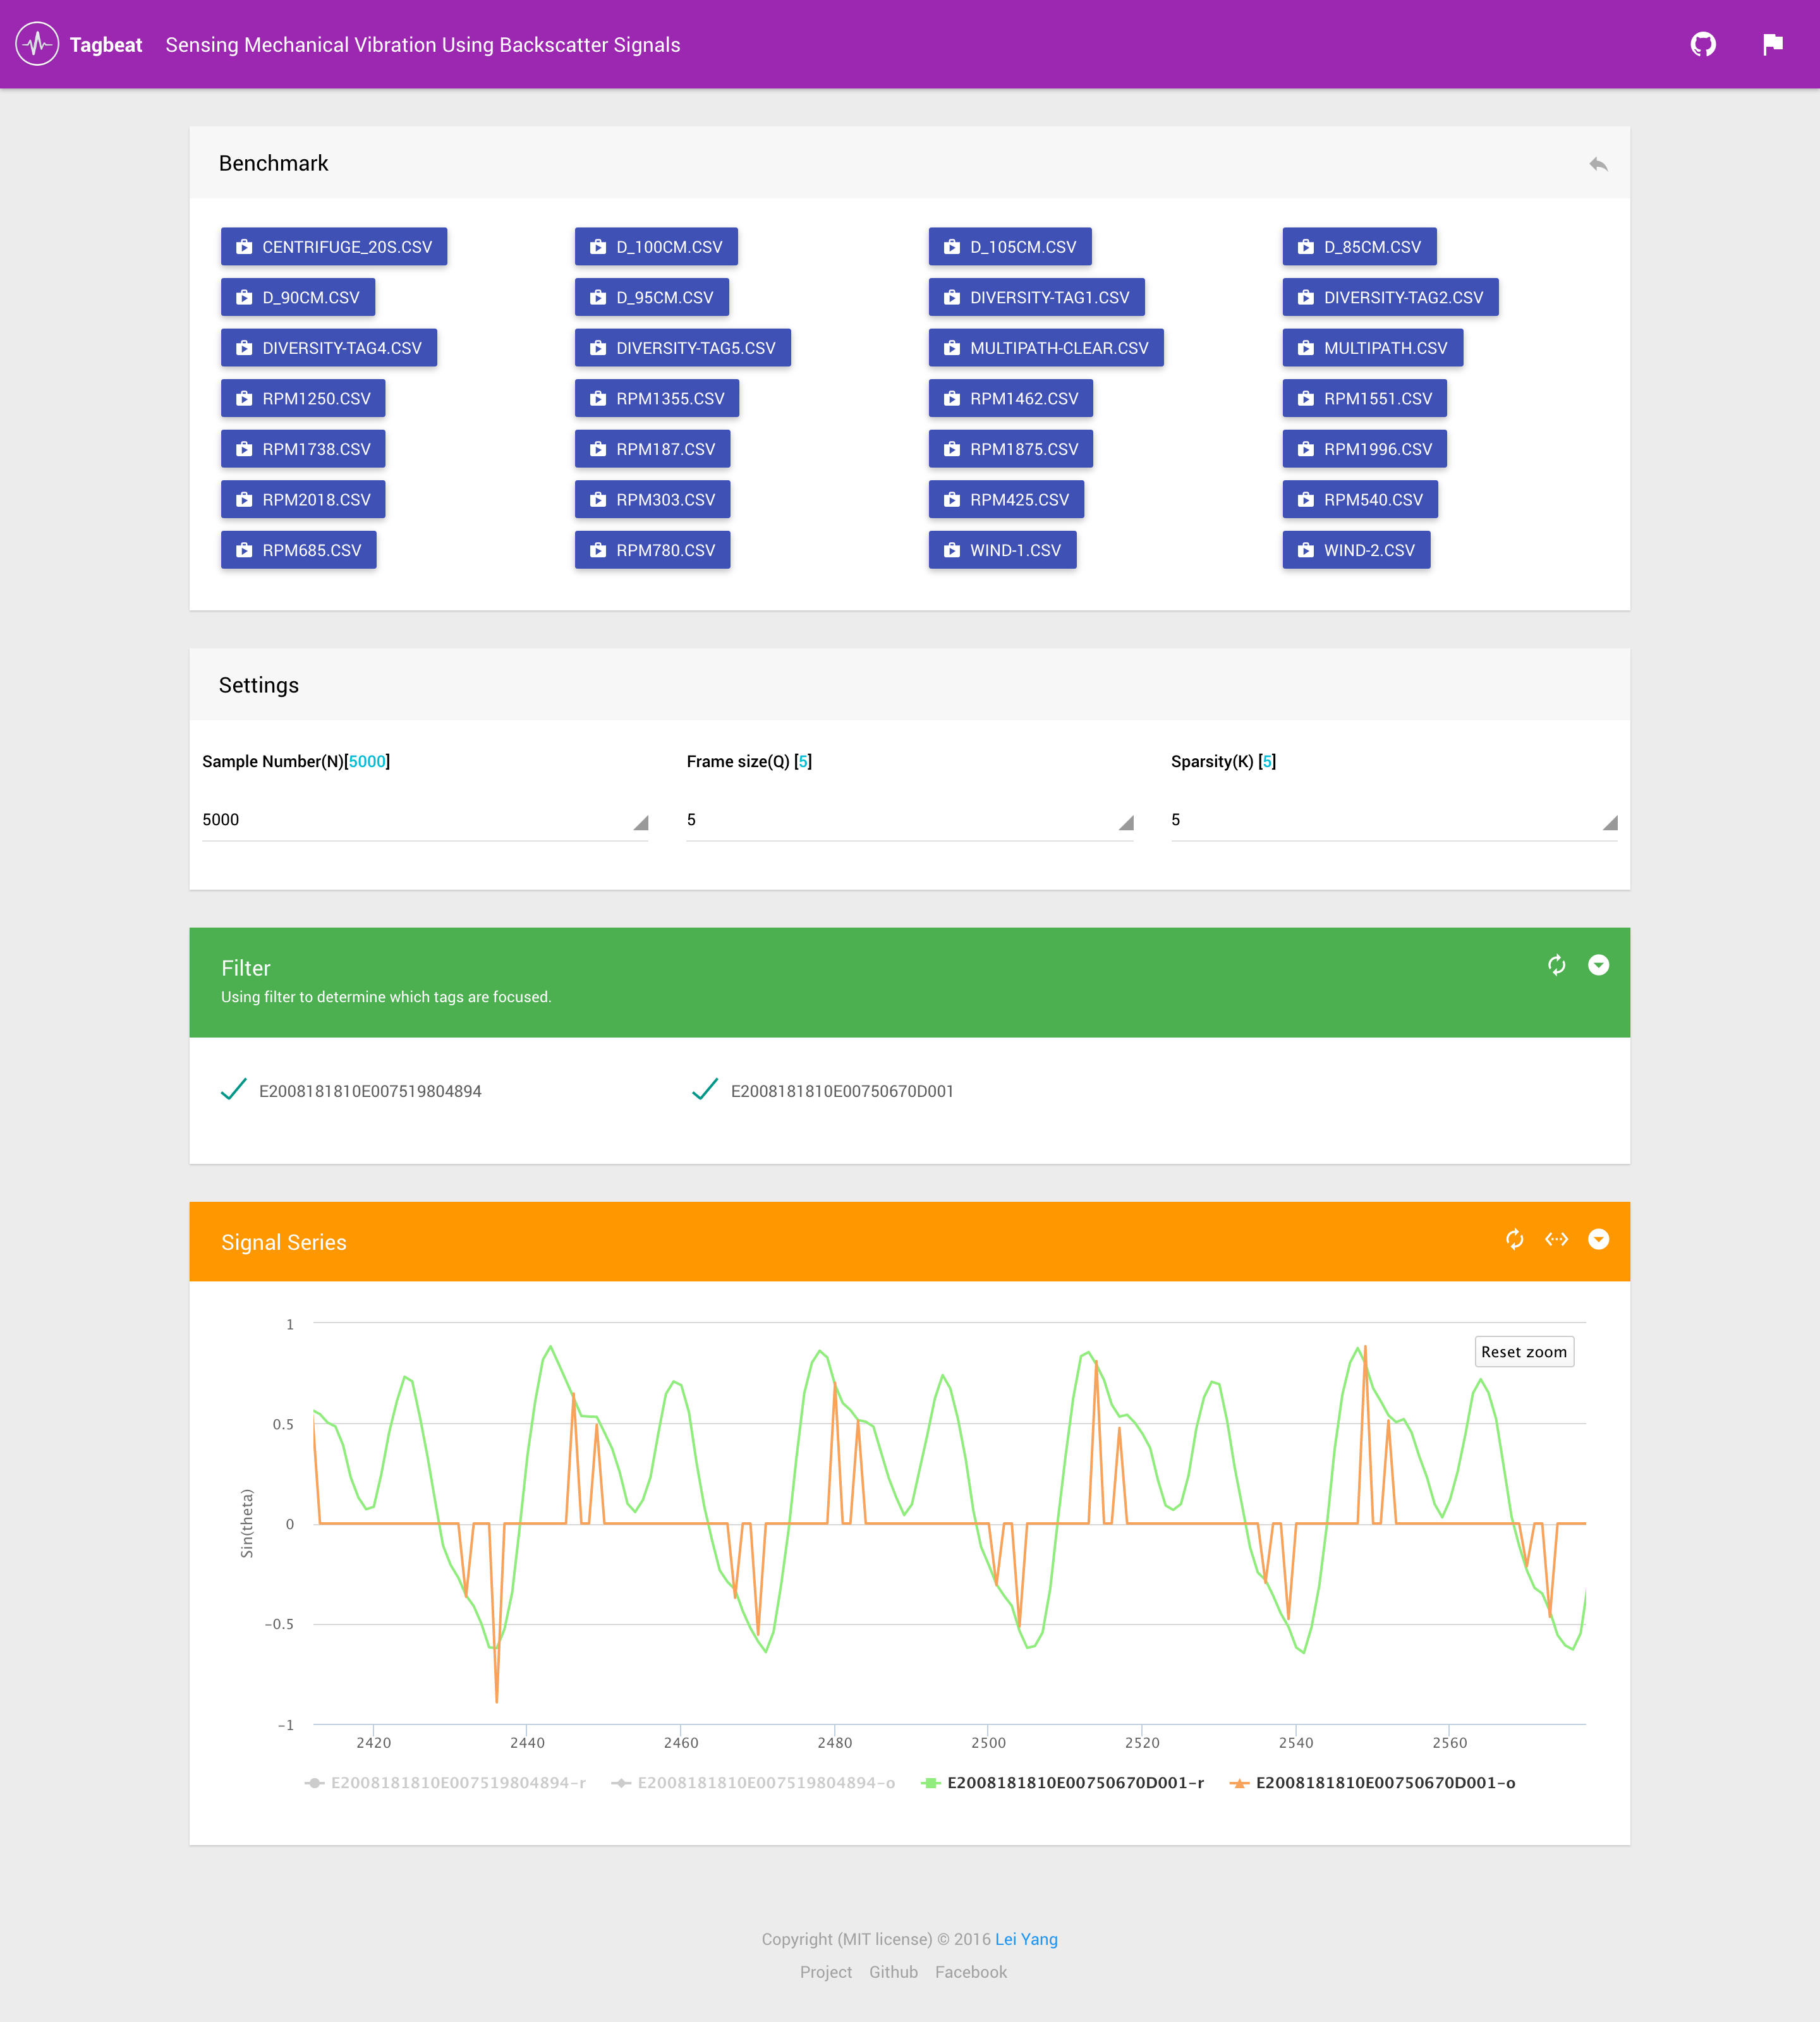 Tagbeat Sensing Mechanical Vibration Using Backscatter Signals
Benchmark
CENTRIFUGE_20S.CSV D_100CM.CSV D_105CM.CSV D_85CM.CSV
D_90CM.CSV D_95CM.CSV DIVERSITY-TAG1.CSV DIVERSITY-TAG2.CSV
DIVERSITY-TAG4.CSV DIVERSITY-TAG5.CSV MULTIPATH-CLEAR.CSV MULTIPATH.CSV
RPM1250.CSV RPM1355.CSV RPM1462.CSV RPM1551.CSV
RPM1738.CSV RPM187.CSV RPM1875.CSV RPM1996.CSV
RPM2018.CSV RPM303.CSV RPM425.CSV RPM540.CSV
RPM685.CSV RPM780.CSV WIND-1.CSV WIND-2.CSV
Settings
Sample Number(N)[5000] Frame size(Q) [5] Sparsity(K) [5]
5000 5 5
Filter
Using filter to determine which tags are focused.
E2008181810E007519804894 E2008181810E00750670D001
Signal Series
1
Reset zoom
0.5
Sin(theta)
0
-0.5
-1
2420 2440 2460 2480 2500 2520 2540 2560
E2008181810E007519804894-r E2008181810E007519804894-o E2008181810E00750670D001-r E2008181810E00750670D001-o
Copyright (MIT license) © 2016 Lei Yang
Project Github Facebook